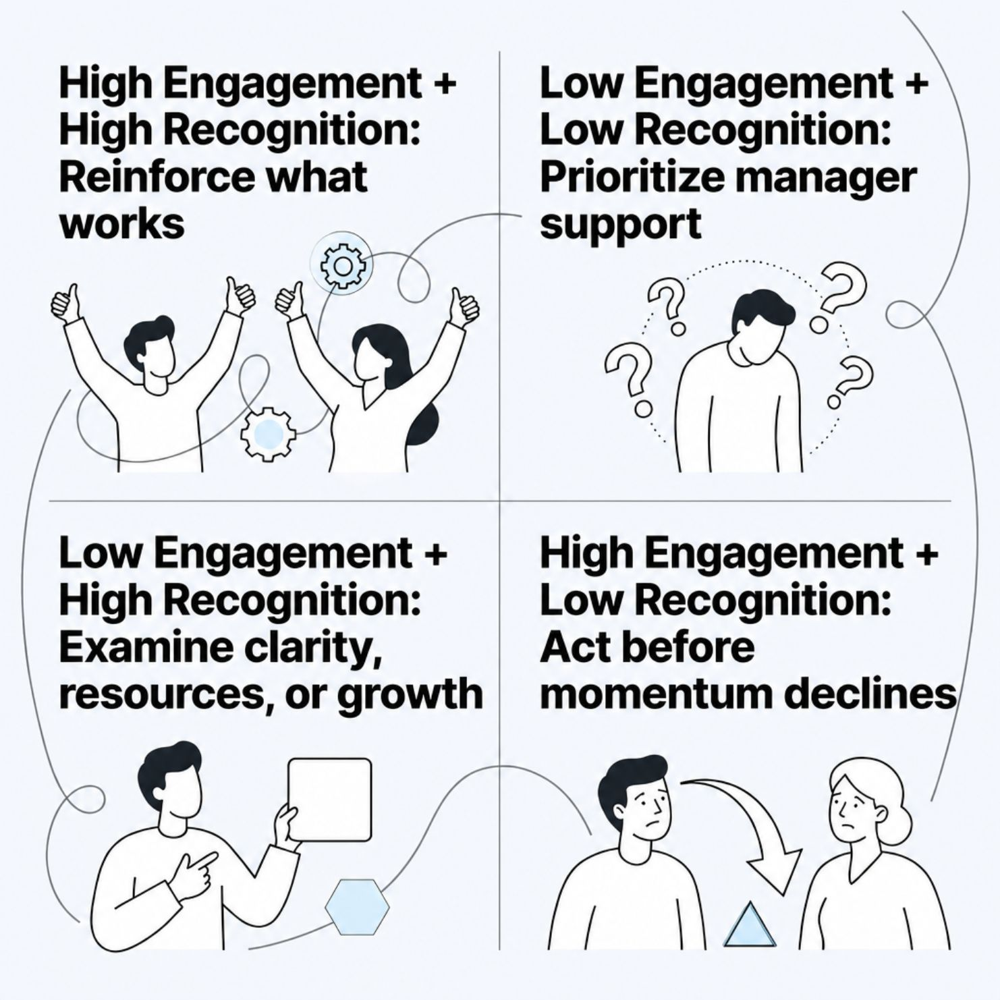 High Engagement +
High Recognition:
Reinforce what
works
Low Engagement +
Low Recognition:
Prioritize manager
support
Low Engagement +
High Recognition:
Examine clarity,
resources, or growth
High Engagement +
Low Recognition:
Act before
momentum declines